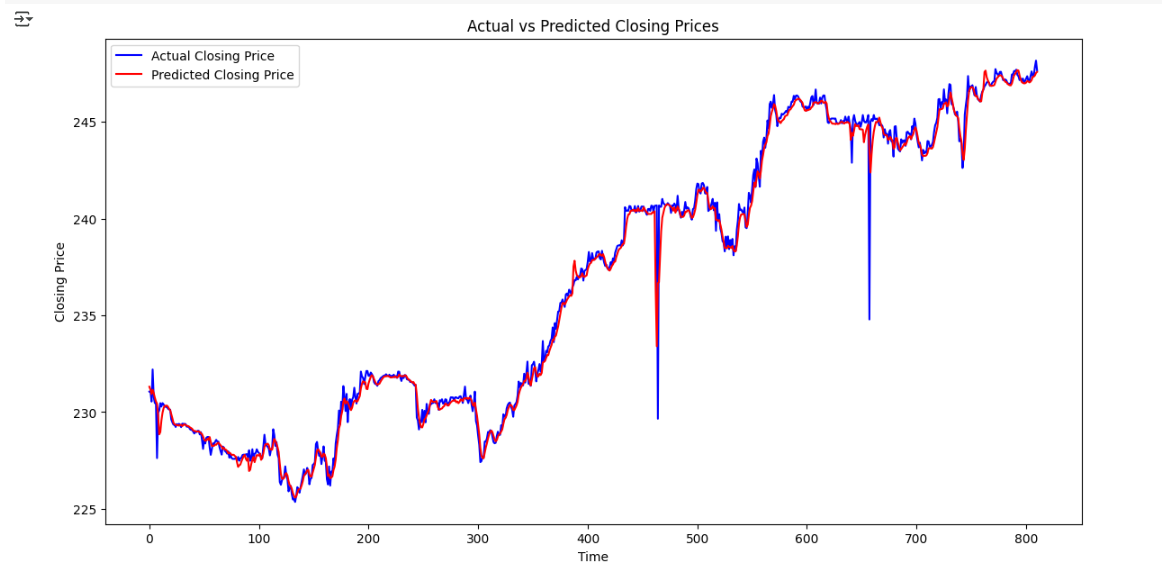 Actual vs Predicted Closing Prices
Actual Closing Price
Predicted Closing Price
245
240
235
230
225
Closing Price
0 100 200 300 400 500 600 700 800
Time